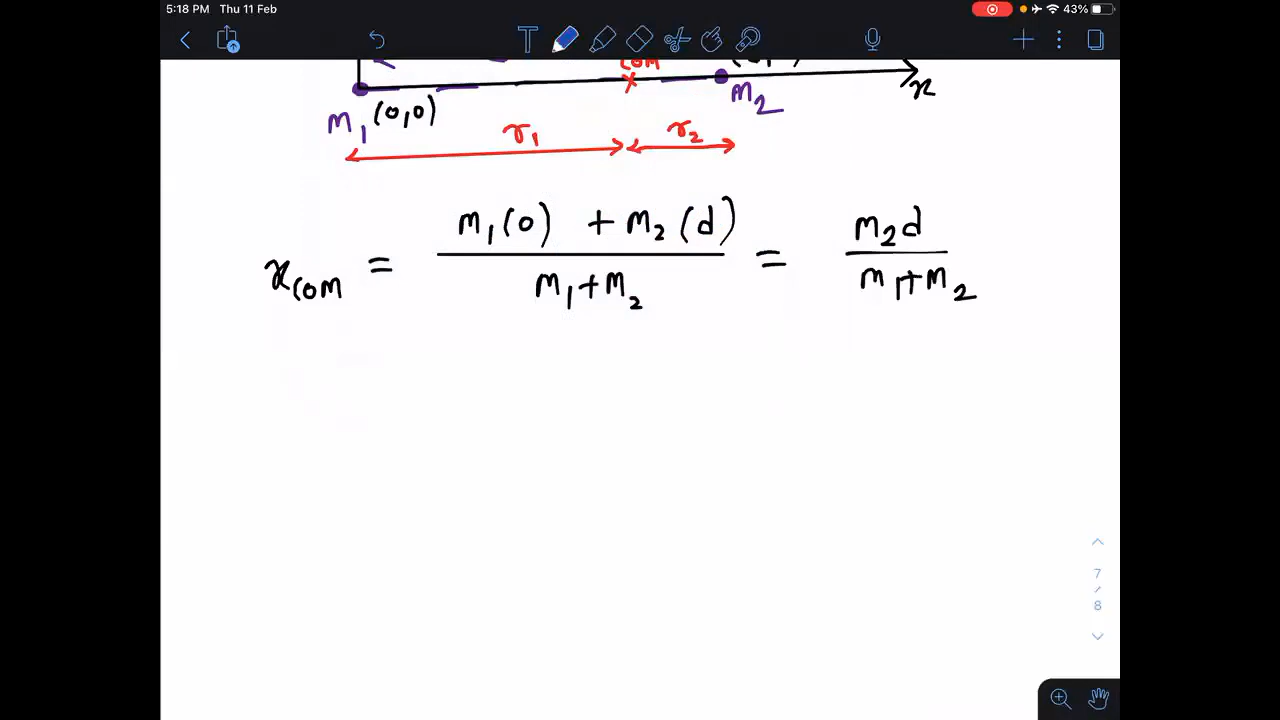 5:18 PM Thu 11 Feb 43%
T
COM
m₁ (0,0) m₂ x
r₁ r₂
x_COM = (m₁(0) + m₂(d)) / (m₁+m₂) = m₂d / (m₁+m₂)
7
/
8